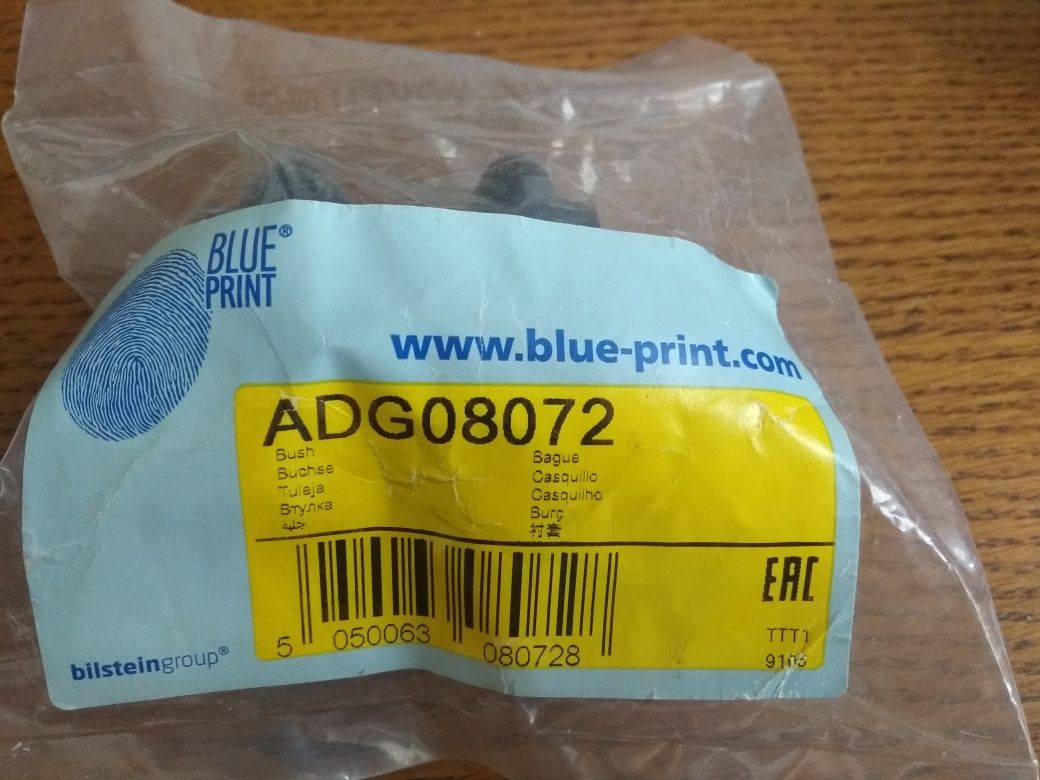 BLUE®
PRINT
www.blue-print.com
ADG08072
Bush
Buchse
Tuleja
Втулка
جلبة
Bague
Casquillo
Casquilho
Burç
衬套
EAC
5 050063 080728
TTT1
9105
bilsteingroup®